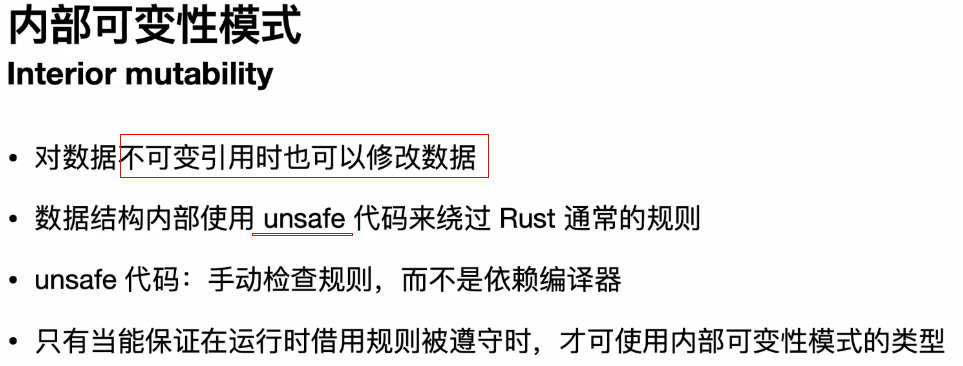 内部可变性模式
Interior mutability
• 对数据不可变引用时也可以修改数据
• 数据结构内部使用 unsafe 代码来绕过 Rust 通常的规则
• unsafe 代码：手动检查规则，而不是依赖编译器
• 只有当能保证在运行时借用规则被遵守时，才可使用内部可变性模式的类型